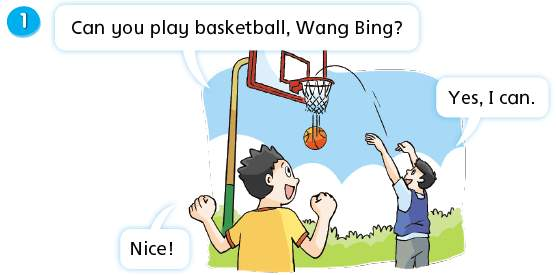 1
Can you play basketball, Wang Bing?
Yes, I can.
Nice!